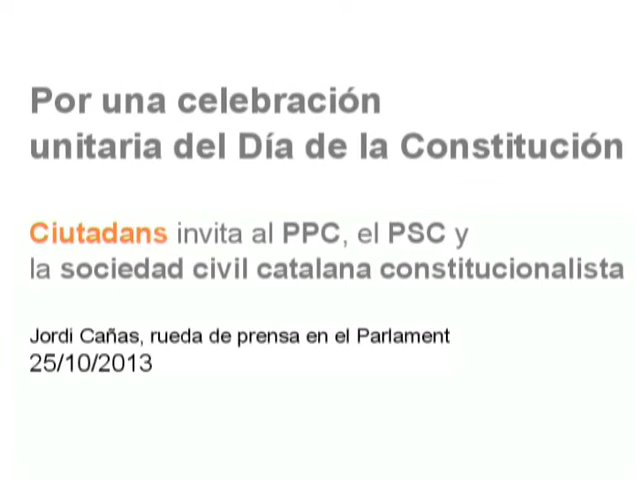 Por una celebración
unitaria del Día de la Constitución
Ciutadans invita al PPC, el PSC y
la sociedad civil catalana constitucionalista
Jordi Cañas, rueda de prensa en el Parlament
25/10/2013